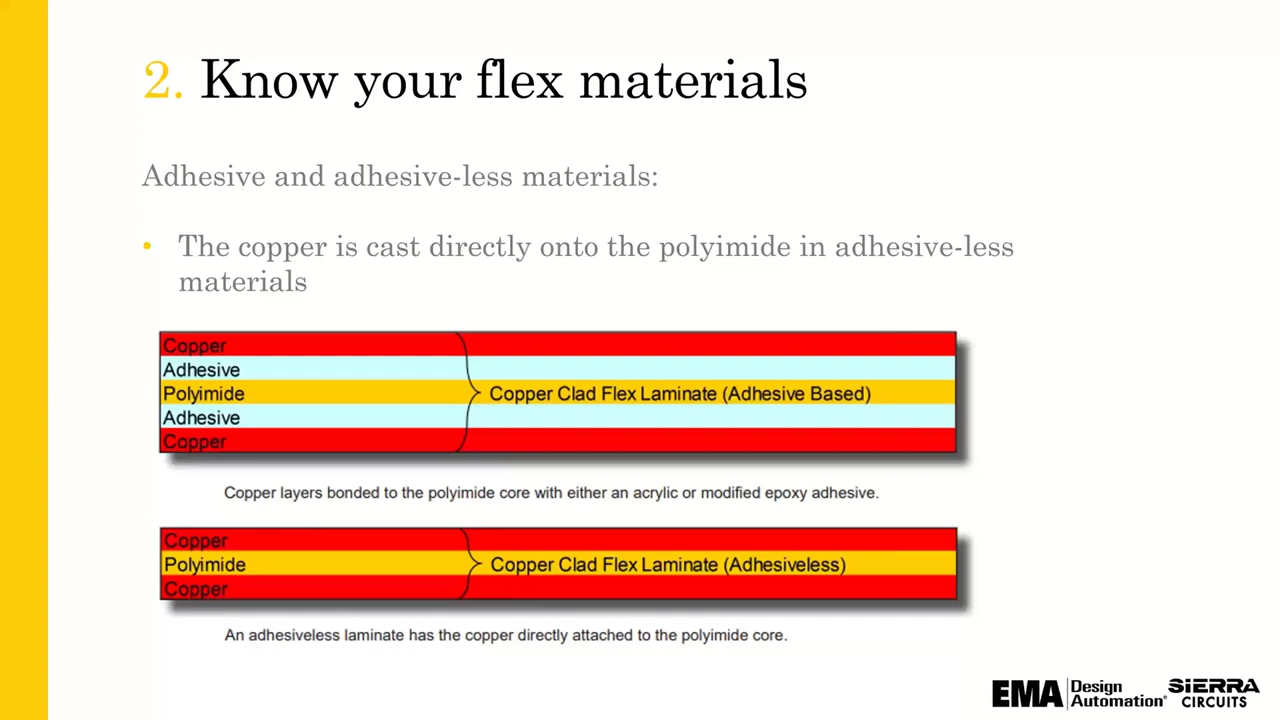 2. Know your flex materials
Adhesive and adhesive-less materials:
• The copper is cast directly onto the polyimide in adhesive-less
materials
Copper
Adhesive
Polyimide
Copper Clad Flex Laminate (Adhesive Based)
Adhesive
Copper
Copper layers bonded to the polyimide core with either an acrylic or modified epoxy adhesive.
Copper
Polyimide
Copper Clad Flex Laminate (Adhesiveless)
Copper
An adhesiveless laminate has the copper directly attached to the polyimide core.
EMA Design
Automation®
SIERRA
CIRCUITS